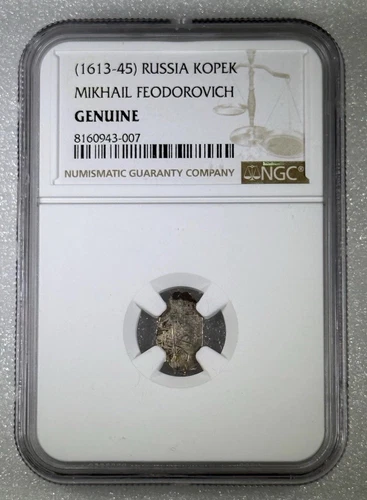 (1613-45) RUSSIA KOPEK
MIKHAIL FEODOROVICH
GENUINE
8160943-007
NUMISMATIC GUARANTY COMPANY NGC®